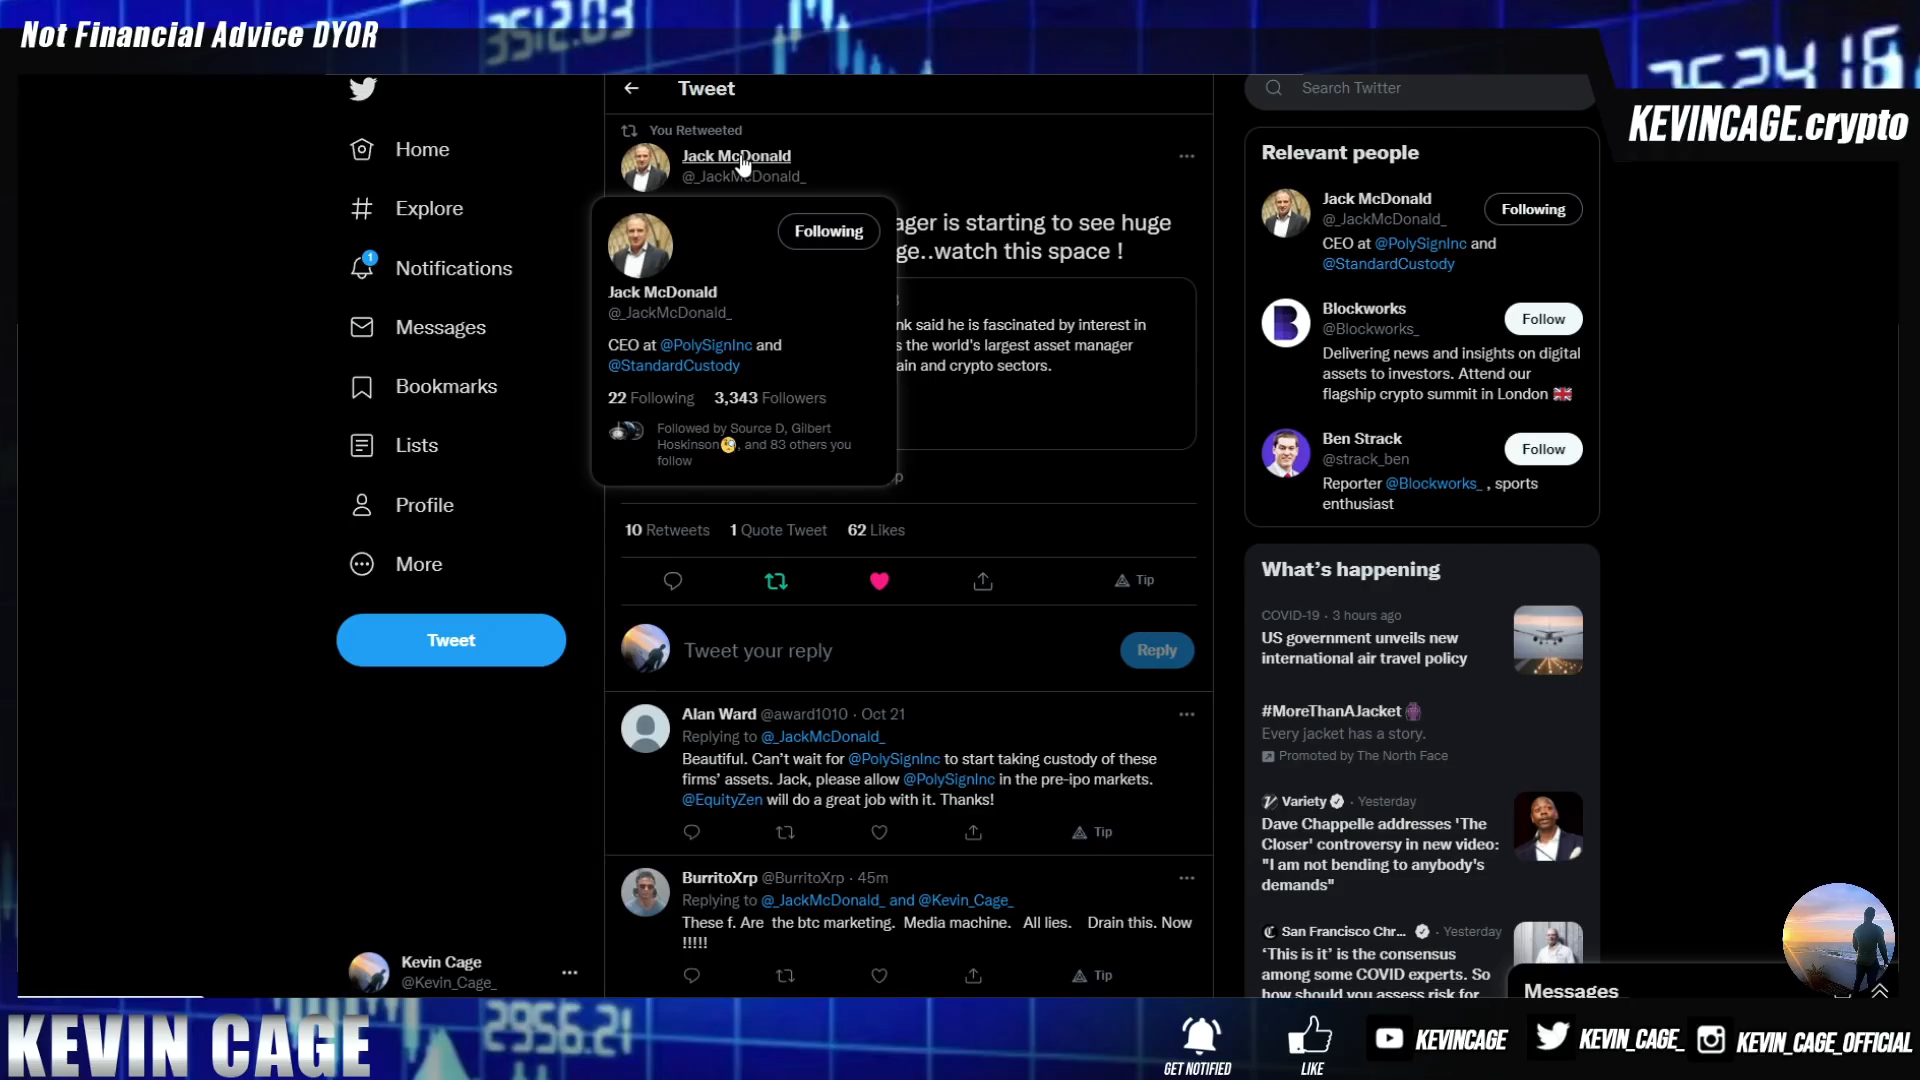 Not Financial Advice DYOR
3512.03
KEVINCAGE.crypto
Home
Explore
1
Notifications
Messages
Bookmarks
Lists
Profile
More
Tweet
Kevin Cage
@Kevin_Cage_
Tweet
You Retweeted
Jack McDonald
@_JackMcDonald_
ager is starting to see huge
ge..watch this space !
nk said he is fascinated by interest in
s the world's largest asset manager
ain and crypto sectors.
Following
Jack McDonald
@_JackMcDonald_
CEO at @PolySignInc and
@StandardCustody
22 Following 3,343 Followers
Followed by Source D, Gilbert
Hoskinson🧐, and 83 others you
follow
10 Retweets 1 Quote Tweet 62 Likes
Tip
Tweet your reply
Reply
Alan Ward @award1010 · Oct 21
Replying to @_JackMcDonald_
Beautiful. Can't wait for @PolySignInc to start taking custody of these
firms' assets. Jack, please allow @PolySignInc in the pre-ipo markets.
@EquityZen will do a great job with it. Thanks!
Tip
BurritoXrp @BurritoXrp · 45m
Replying to @_JackMcDonald_ and @Kevin_Cage_
These f. Are the btc marketing. Media machine. All lies. Drain this. Now
!!!!!
Tip
Search Twitter
Relevant people
Jack McDonald
@_JackMcDonald_
Following
CEO at @PolySignInc and
@StandardCustody
Blockworks
@Blockworks_
Follow
Delivering news and insights on digital
assets to investors. Attend our
flagship crypto summit in London 🇬🇧
Ben Strack
@strack_ben
Follow
Reporter @Blockworks_ , sports
enthusiast
What's happening
COVID-19 · 3 hours ago
US government unveils new
international air travel policy
#MoreThanAJacket
Every jacket has a story.
Promoted by The North Face
Variety · Yesterday
Dave Chappelle addresses 'The
Closer' controversy in new video:
"I am not bending to anybody's
demands"
San Francisco Chr... · Yesterday
'This is it' is the consensus
among some COVID experts. So
how should you assess risk for
Messages
KEVIN CAGE
2956.21
GET NOTIFIED
LIKE
KEVINCAGE
KEVIN_CAGE_
KEVIN_CAGE_OFFICIAL